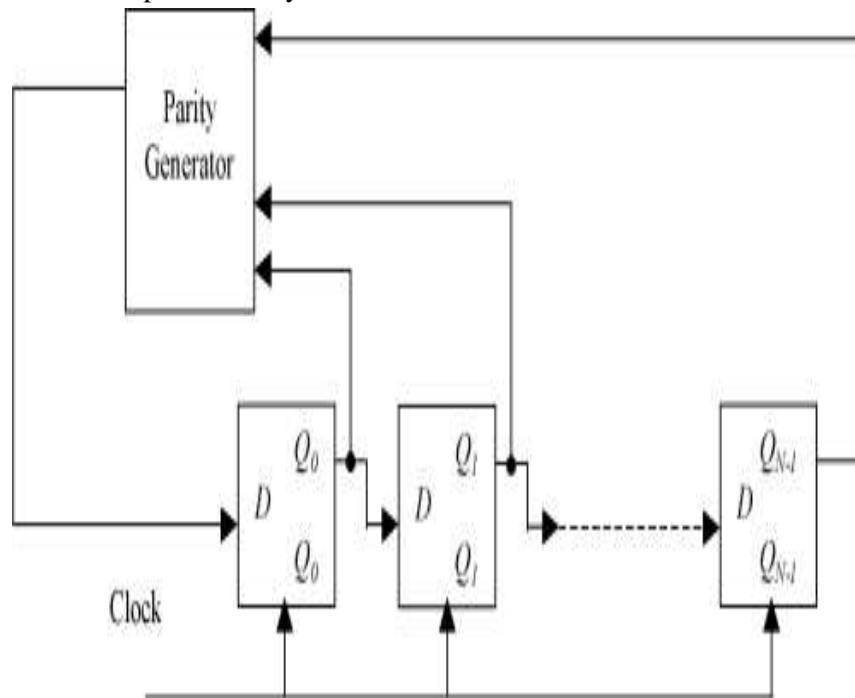 Parity
Generator
Q0 Q1 QN-1
D D D
Q0 Q1 QN-1
Clock